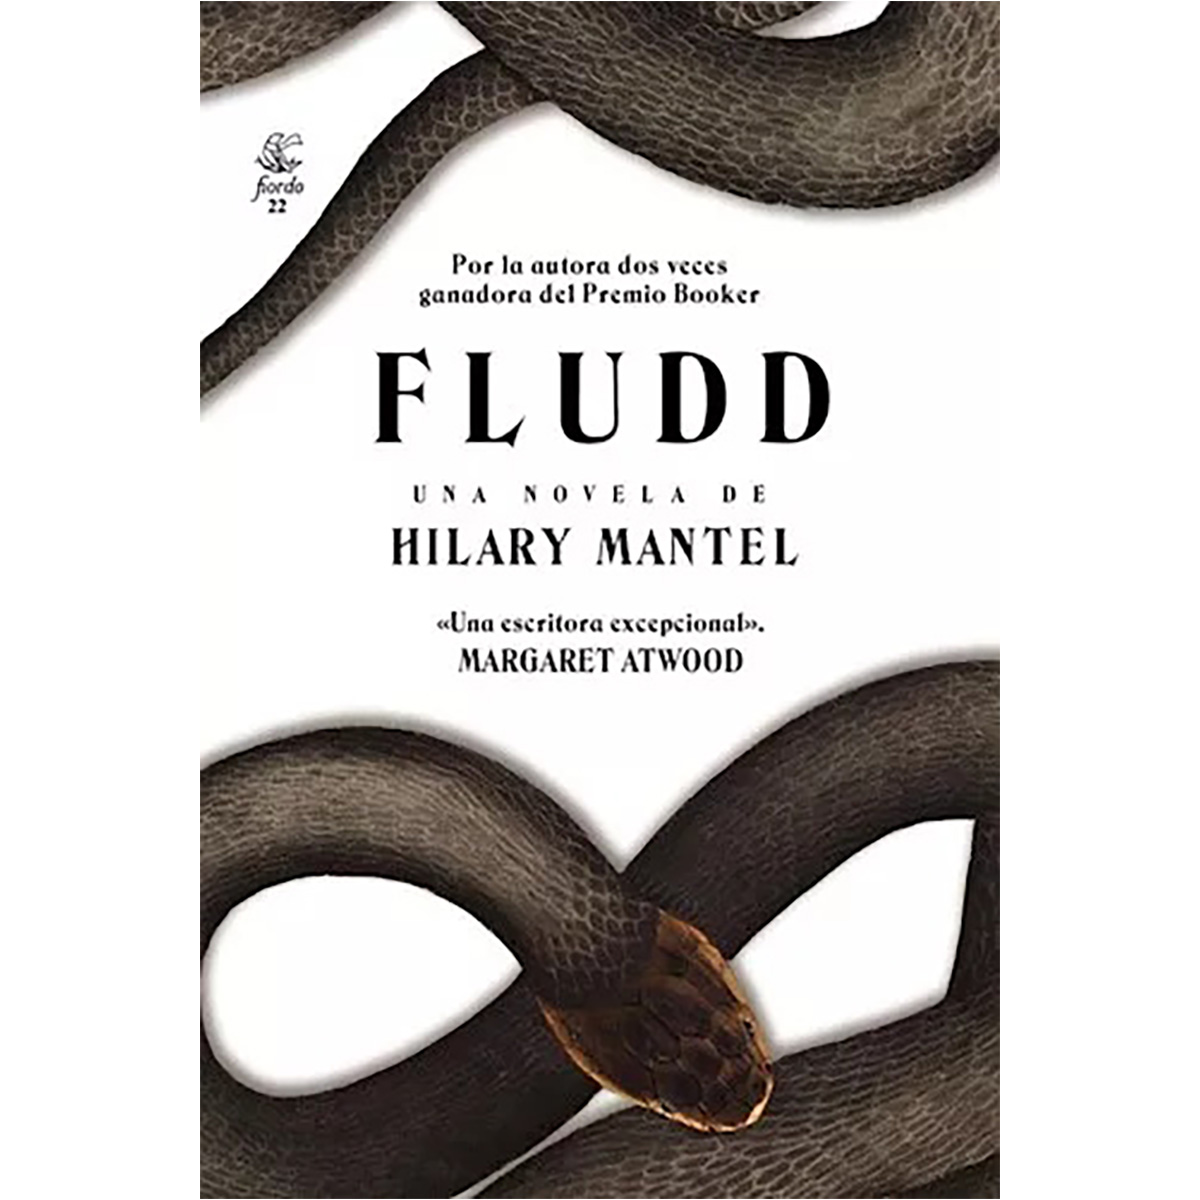 fiordo
22
Por la autora dos veces
ganadora del Premio Booker
FLUDD
UNA NOVELA DE
HILARY MANTEL
«Una escritora excepcional».
MARGARET ATWOOD